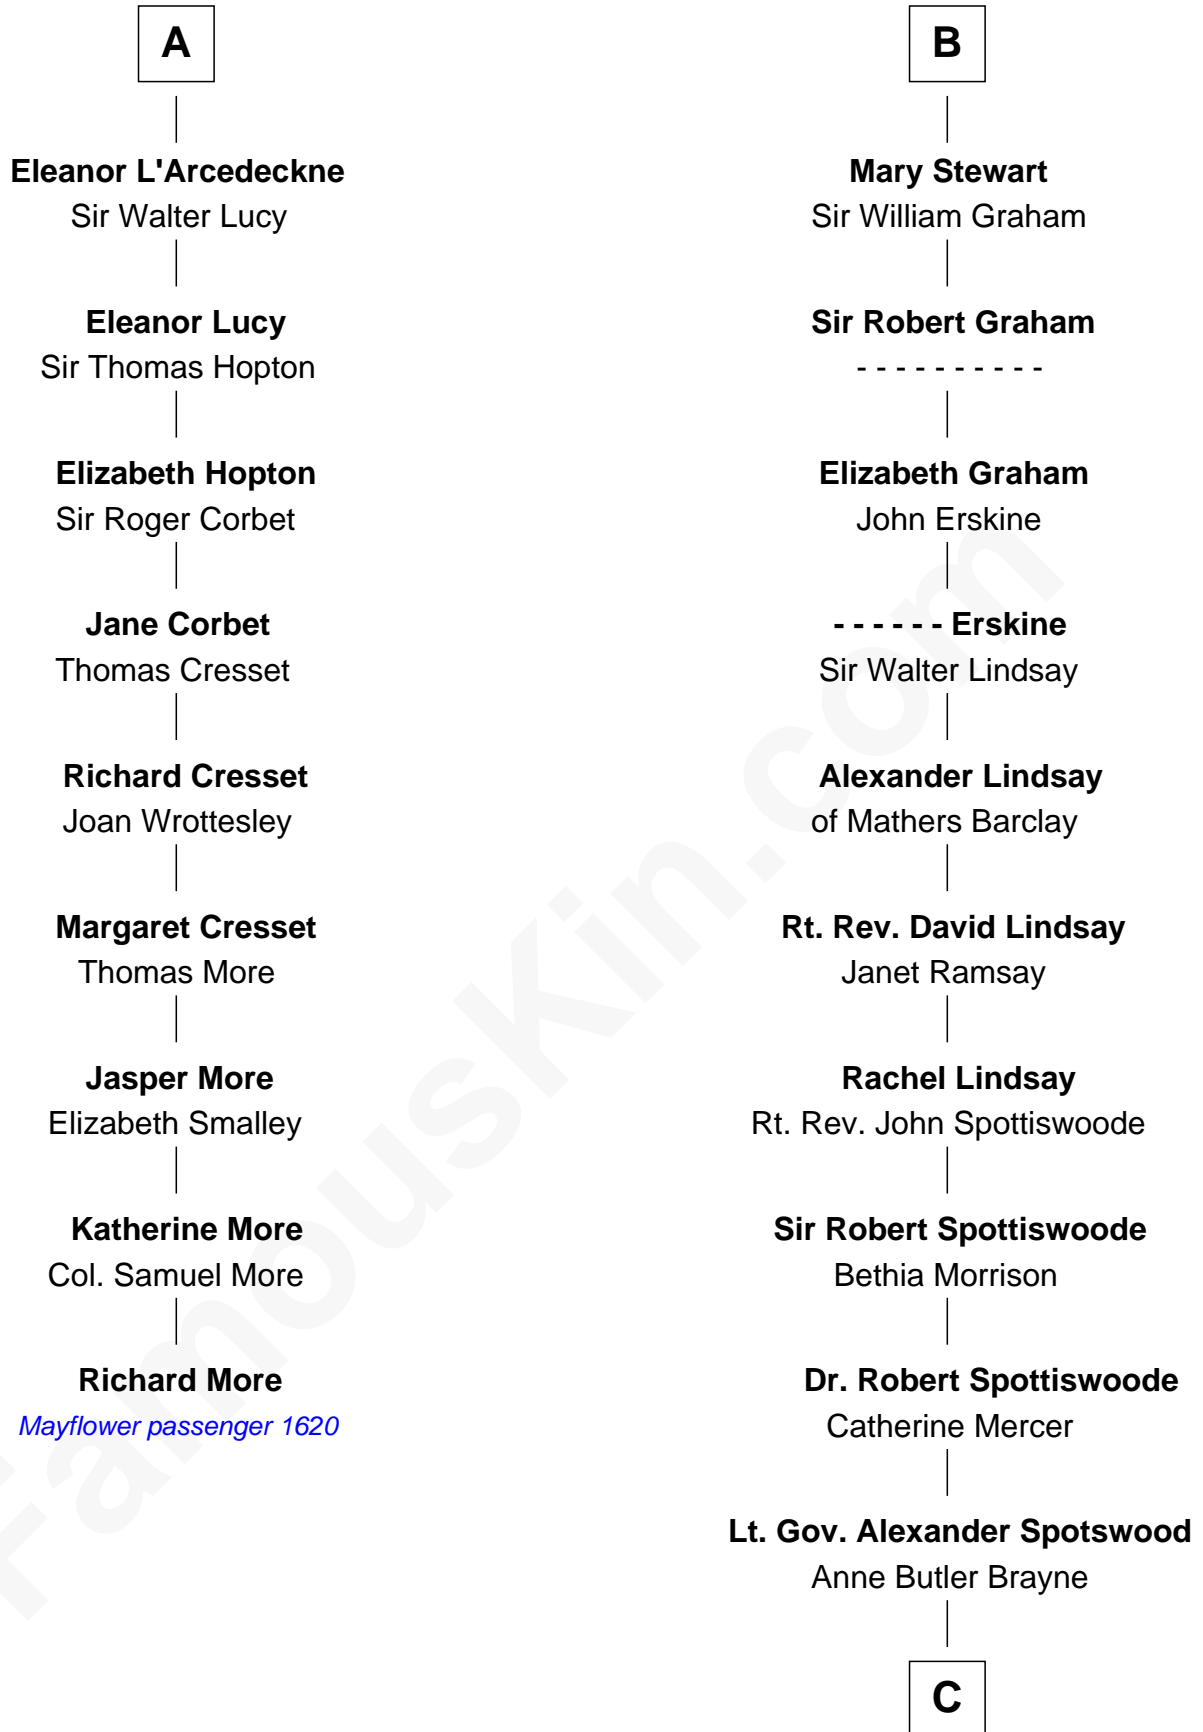 A
Eleanor L'Arcedeckne
Sir Walter Lucy
Eleanor Lucy
Sir Thomas Hopton
Elizabeth Hopton
Sir Roger Corbet
Jane Corbet
Thomas Cresset
Richard Cresset
Joan Wrottesley
Margaret Cresset
Thomas More
Jasper More
Elizabeth Smalley
Katherine More
Col. Samuel More
Richard More
Mayflower passenger 1620
B
Mary Stewart
Sir William Graham
Sir Robert Graham
- - - - - - - - - -
Elizabeth Graham
John Erskine
- - - - - - Erskine
Sir Walter Lindsay
Alexander Lindsay
of Mathers Barclay
Rt. Rev. David Lindsay
Janet Ramsay
Rachel Lindsay
Rt. Rev. John Spottiswoode
Sir Robert Spottiswoode
Bethia Morrison
Dr. Robert Spottiswoode
Catherine Mercer
Lt. Gov. Alexander Spotswood
Anne Butler Brayne
C
FamousKin.com